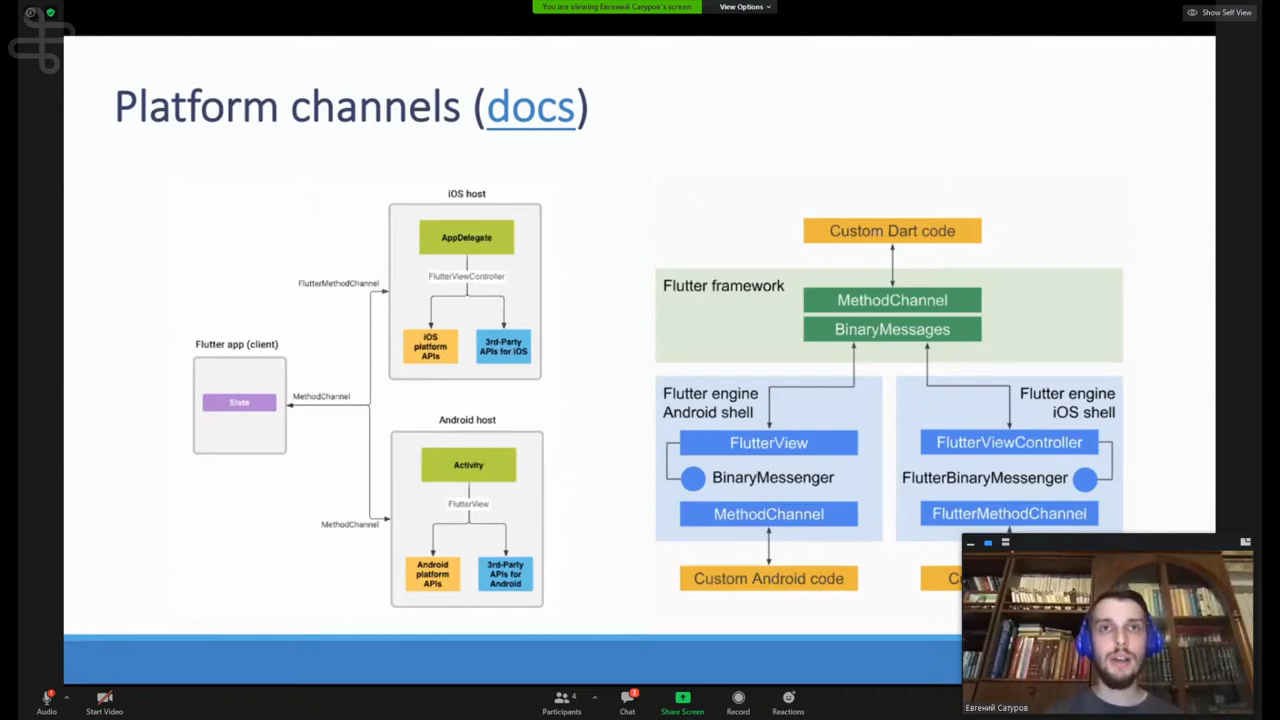 You are viewing Евгений Сатуров's screen
View Options
Show Self View
Platform channels (docs)
iOS host
AppDelegate
FlutterViewController
FlutterMethodChannel
iOS
platform
APIs
3rd-Party
APIs for iOS
Flutter app (client)
State
MethodChannel
Android host
Activity
FlutterView
MethodChannel
Android
platform
APIs
3rd-Party
APIs for
Android
Custom Dart code
Flutter framework
MethodChannel
BinaryMessages
Flutter engine
Android shell
FlutterView
BinaryMessenger
MethodChannel
Custom Android code
Flutter engine
iOS shell
FlutterViewController
FlutterBinaryMessenger
FlutterMethodChannel
Евгений Сатуров
Audio
Start Video
4
Participants
3
Chat
Share Screen
Record
Reactions